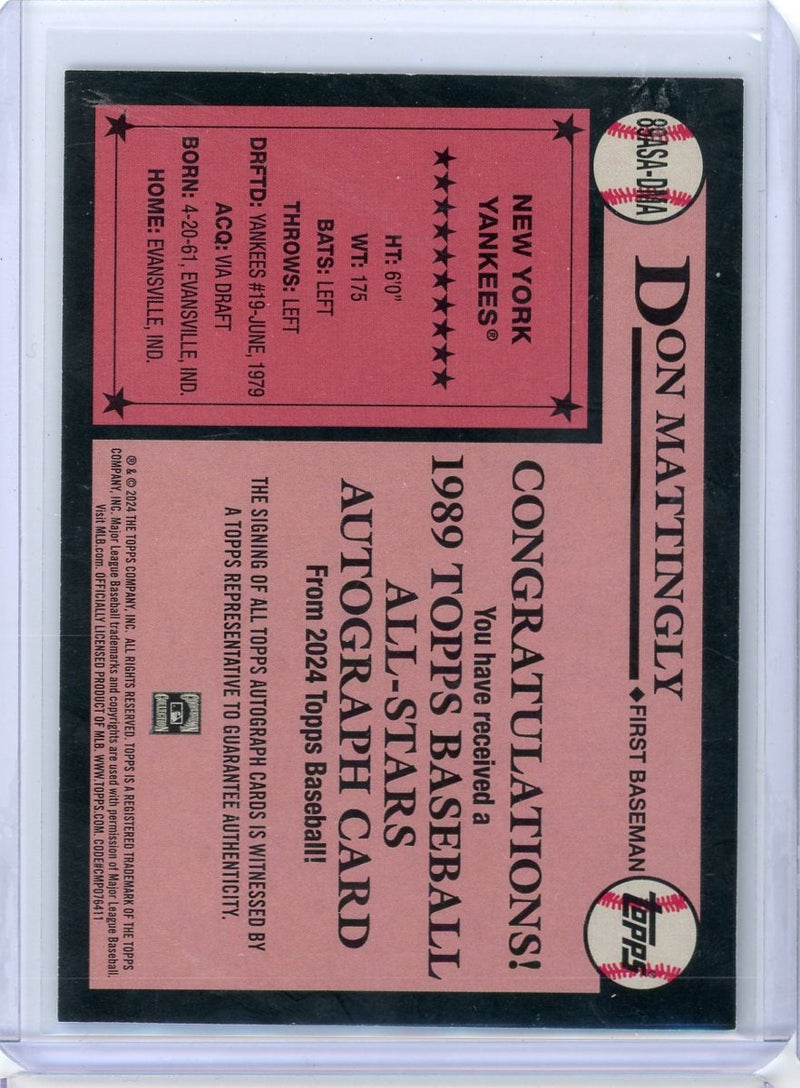 89ASA-DMA
DON MATTINGLY
♦FIRST BASEMAN
topps®
NEW YORK
YANKEES®
★★★★★★★★★
HT: 6'0"
WT: 175
BATS: LEFT
THROWS: LEFT
DRFTD: YANKEES #19-JUNE, 1979
ACQ: VIA DRAFT
BORN: 4-20-61, EVANSVILLE, IND.
HOME: EVANSVILLE, IND.
CONGRATULATIONS!
You have received a
1989 TOPPS BASEBALL
ALL-STARS
AUTOGRAPH CARD
From 2024 Topps Baseball!
THE SIGNING OF ALL TOPPS AUTOGRAPH CARDS IS WITNESSED BY
A TOPPS REPRESENTATIVE TO GUARANTEE AUTHENTICITY.
COOPERSTOWN
COLLECTION
® & © 2024 THE TOPPS COMPANY, INC. ALL RIGHTS RESERVED. TOPPS IS A REGISTERED TRADEMARK OF THE TOPPS
COMPANY, INC. Major League Baseball trademarks and copyrights are used with permission of Major League Baseball.
Visit MLB.com. OFFICIALLY LICENSED PRODUCT OF MLB. WWW.TOPPS.COM. CODE#CMP076411